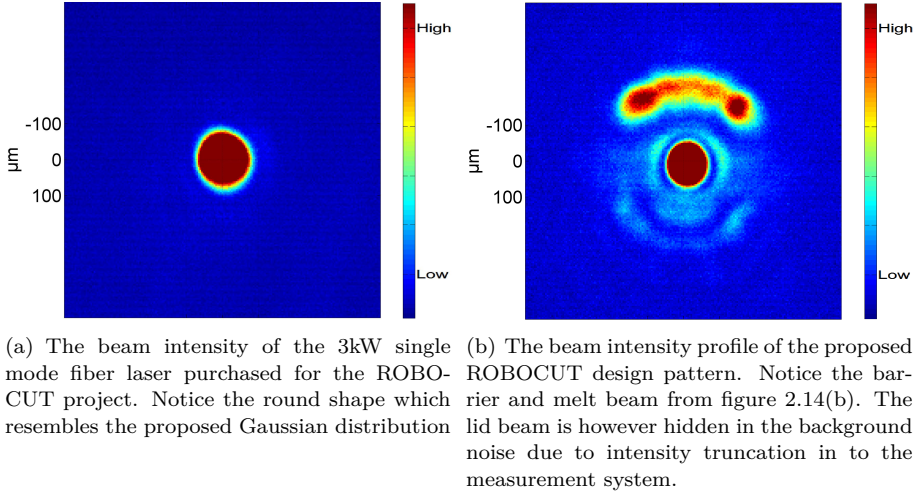 High
-100
0
100
µm
Low
High
-100
0
100
µm
Low
(a) The beam intensity of the 3kW single
mode fiber laser purchased for the ROBO-
CUT project. Notice the round shape which
resembles the proposed Gaussian distribution
(b) The beam intensity profile of the proposed
ROBOCUT design pattern. Notice the bar-
rier and melt beam from figure 2.14(b). The
lid beam is however hidden in the background
noise due to intensity truncation in to the
measurement system.